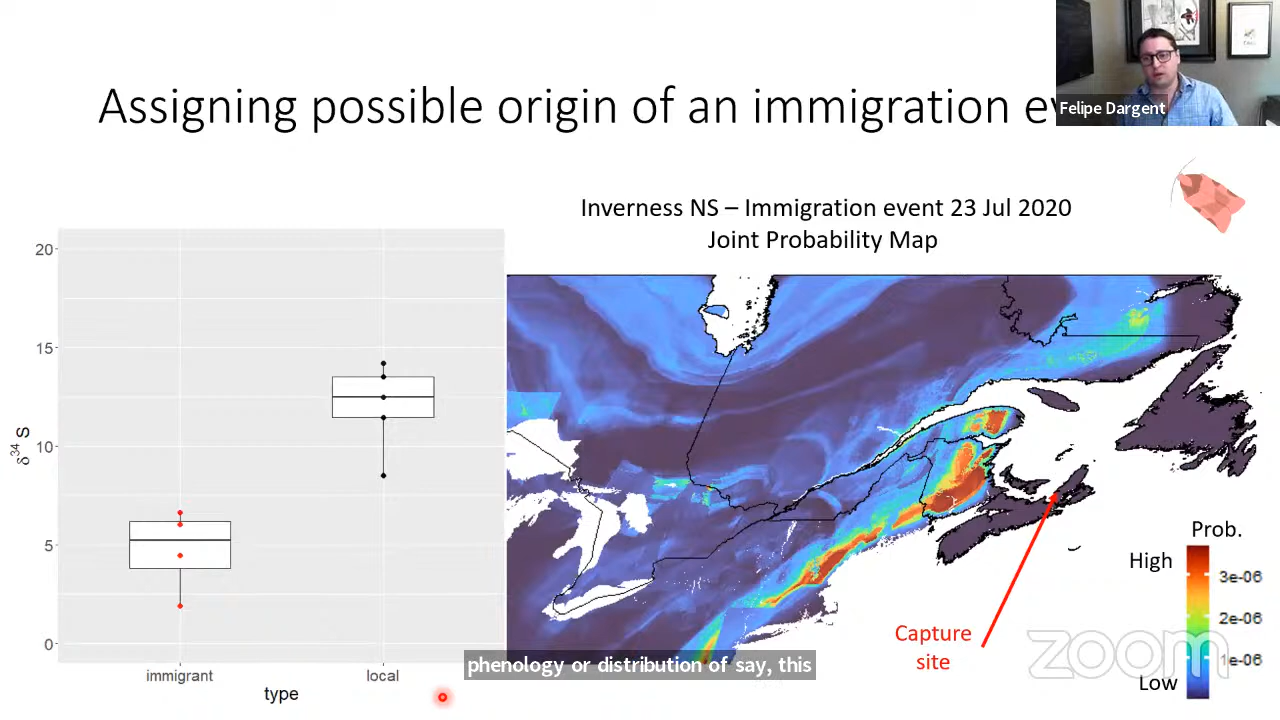 Assigning possible origin of an immigration ev
Felipe Dargent
Inverness NS – Immigration event 23 Jul 2020
Joint Probability Map
20
15
10
5
0
δ³⁴ S
immigrant
local
type
Capture
site
Prob.
High
3e-06
2e-06
1e-06
Low
zoom
phenology or distribution of say, this